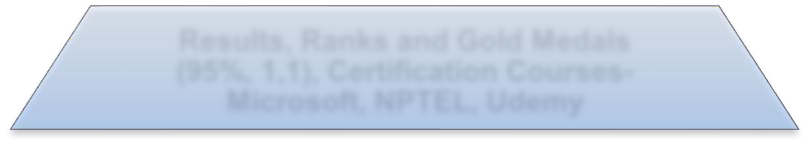 Results, Ranks and Gold Medals
(95%, 1,1), Certification Courses-
Microsoft, NPTEL, Udemy